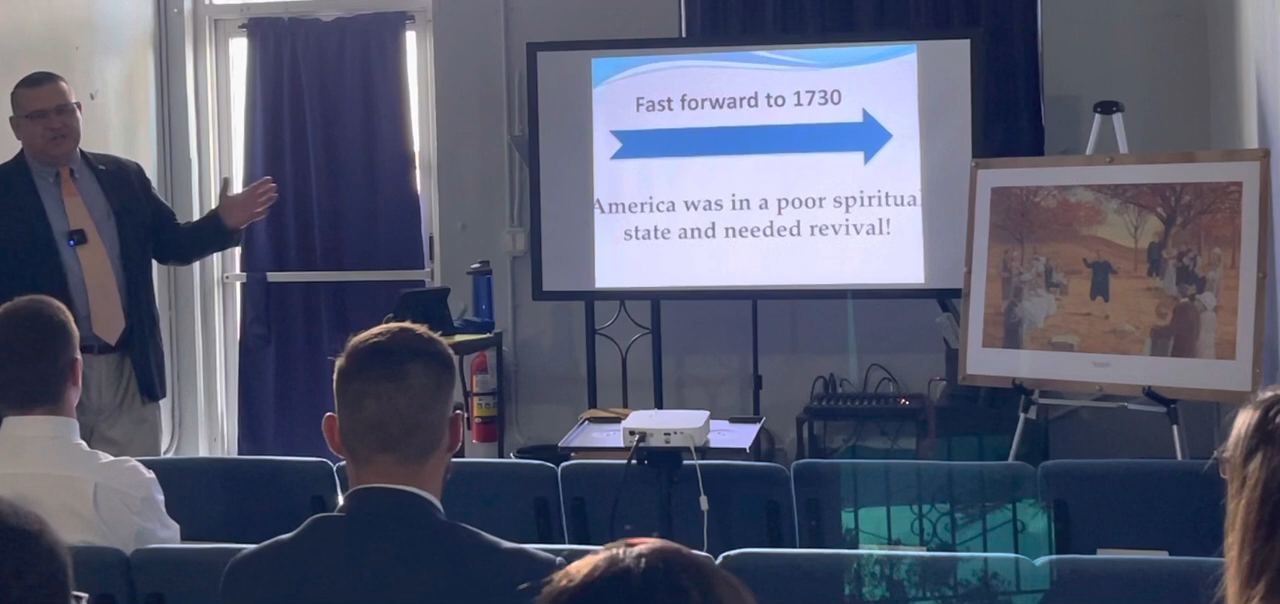 Fast forward to 1730
America was in a poor spiritual
state and needed revival!